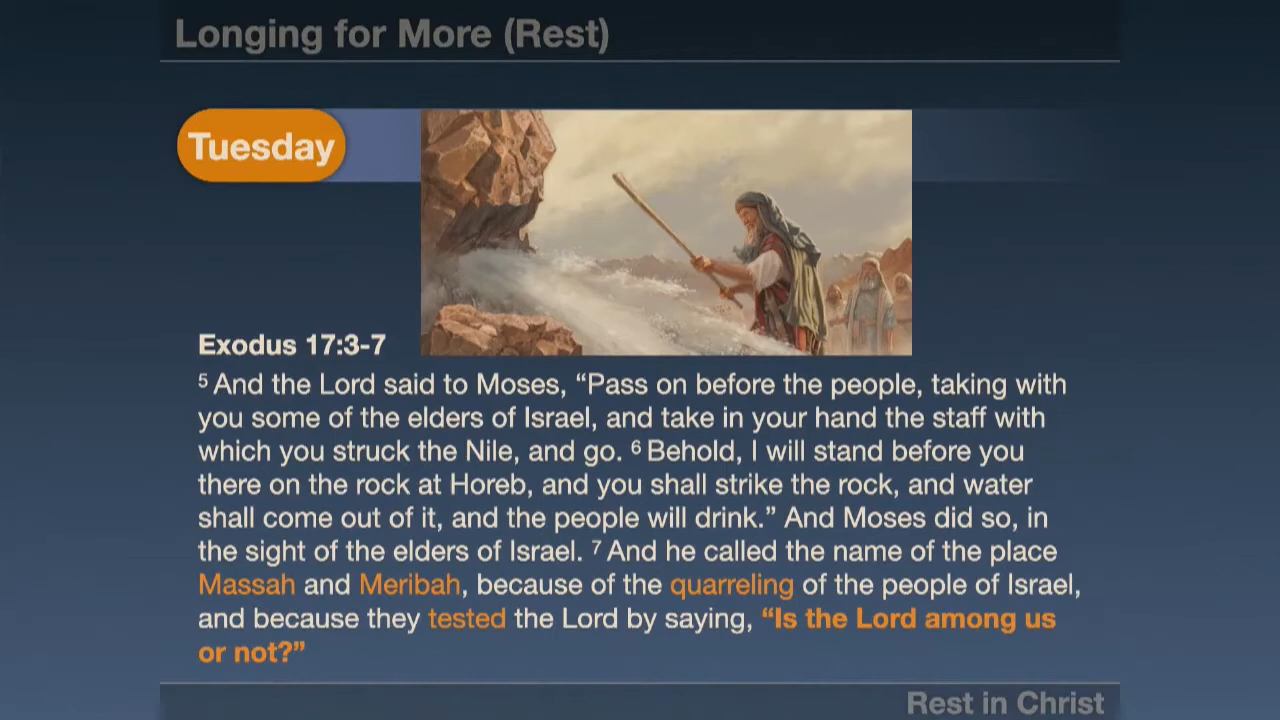 Longing for More (Rest)
Tuesday
Exodus 17:3-7
5 And the Lord said to Moses, “Pass on before the people, taking with
you some of the elders of Israel, and take in your hand the staff with
which you struck the Nile, and go. 6 Behold, I will stand before you
there on the rock at Horeb, and you shall strike the rock, and water
shall come out of it, and the people will drink.” And Moses did so, in
the sight of the elders of Israel. 7 And he called the name of the place
Massah and Meribah, because of the quarreling of the people of Israel,
and because they tested the Lord by saying, “Is the Lord among us
or not?”
Rest in Christ